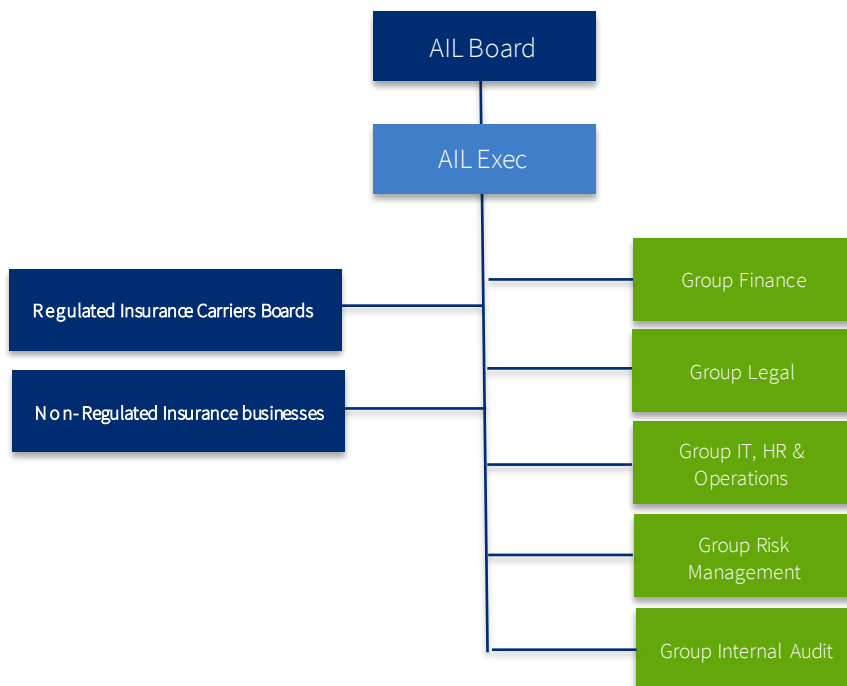 AIL Board
AIL Exec
Regulated Insurance Carriers Boards
Non-Regulated Insurance businesses
Group Finance
Group Legal
Group IT, HR &
Operations
Group Risk
Management
Group Internal Audit